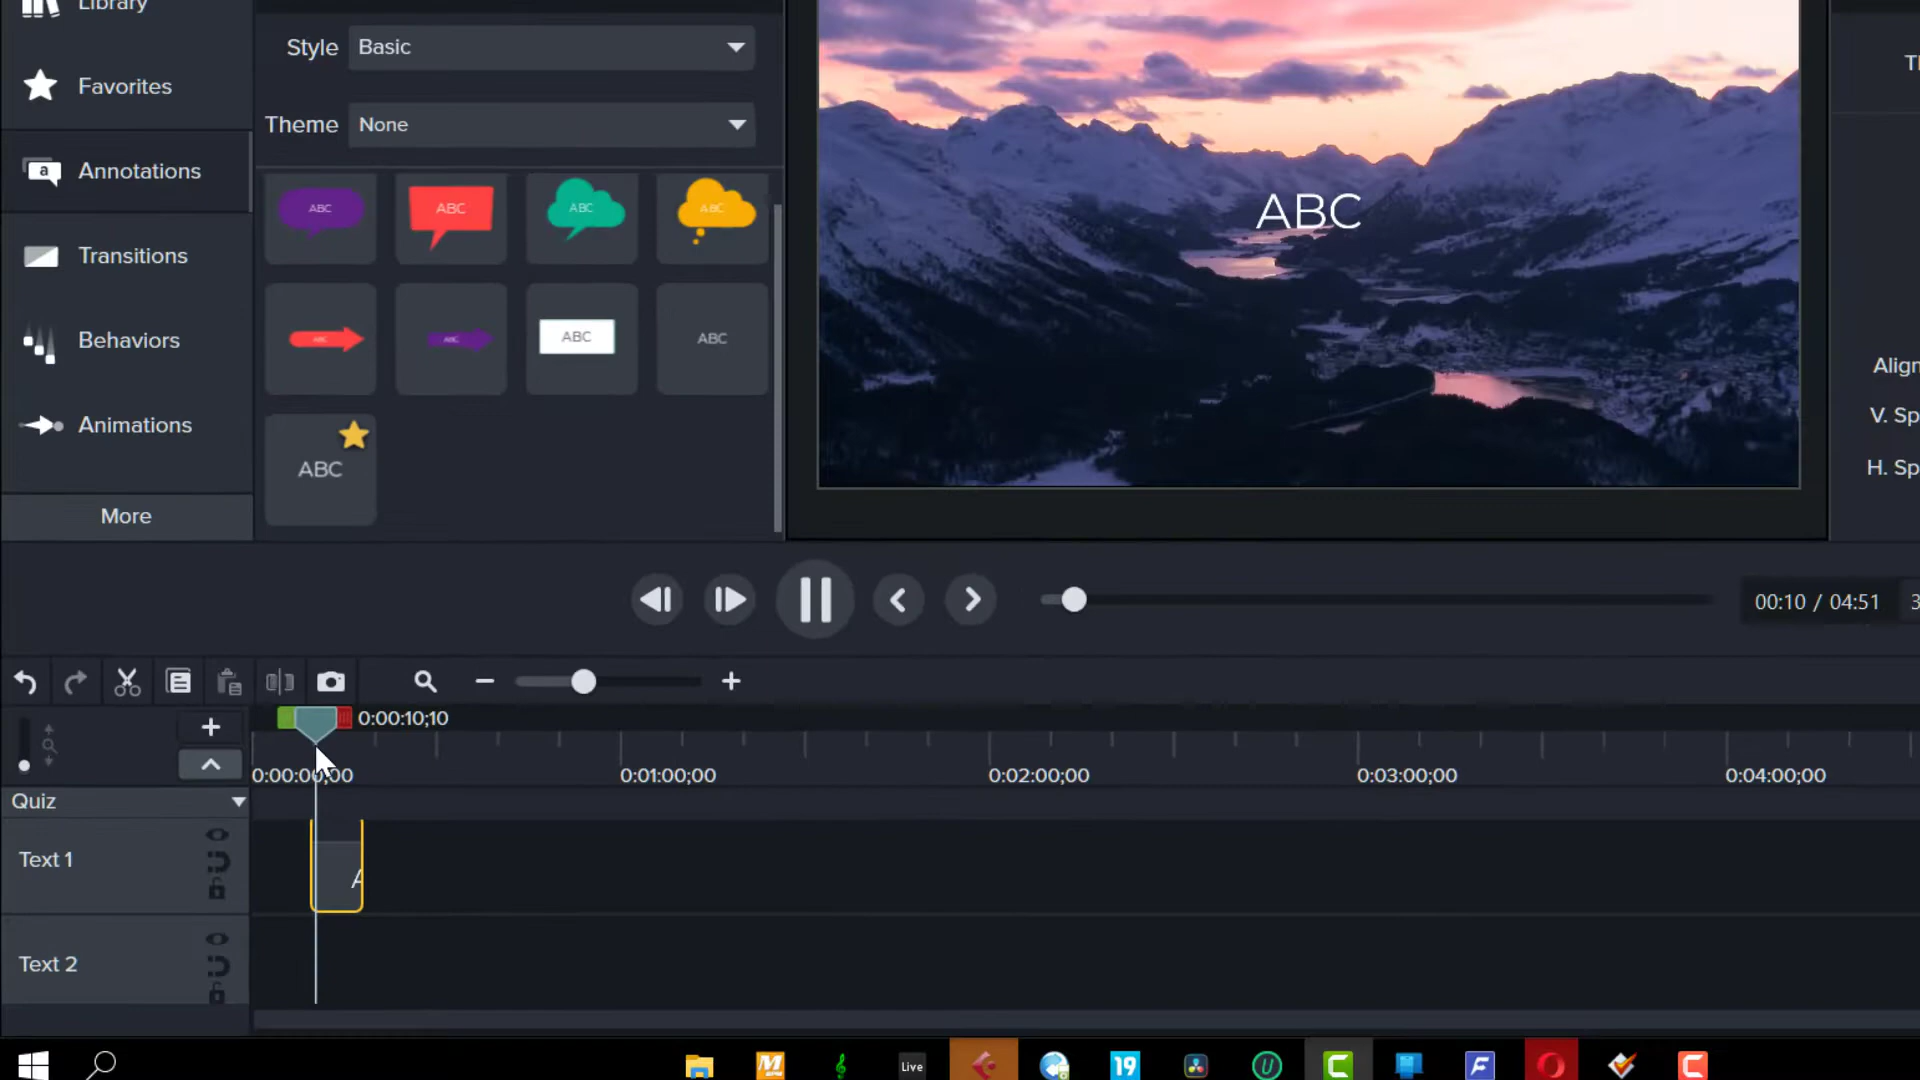 Library
Style Basic
Favorites
Theme None
Annotations
ABC ABC ABC ABC
Transitions
ABC
Behaviors
ABC ABC ABC ABC
Animations
ABC
More
Align
V. Sp
H. Sp
00:10 / 04:51 3
0:00:10;10
0:00:00;00 0:01:00;00 0:02:00;00 0:03:00;00 0:04:00;00
Quiz
Text 1
A
Text 2
Live
19